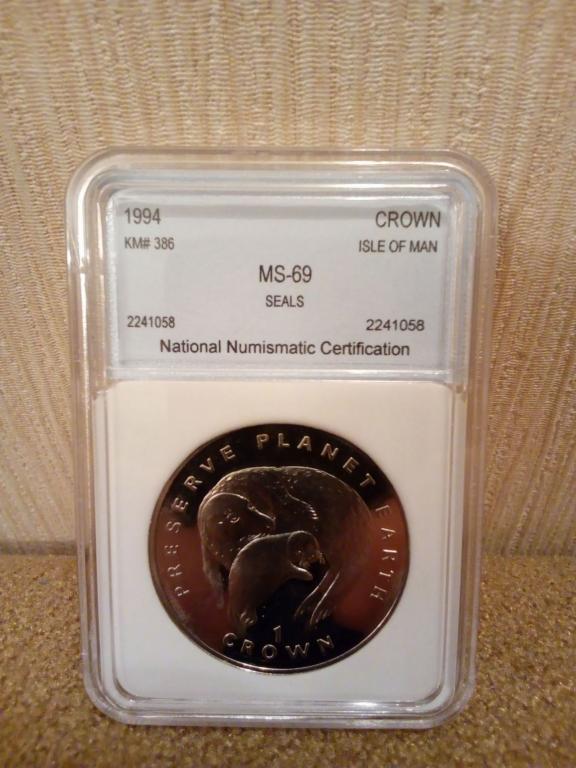 1994 CROWN
KM# 386 ISLE OF MAN
MS-69
SEALS
2241058 2241058
National Numismatic Certification
PRESERVE PLANET EARTH
1
CROWN